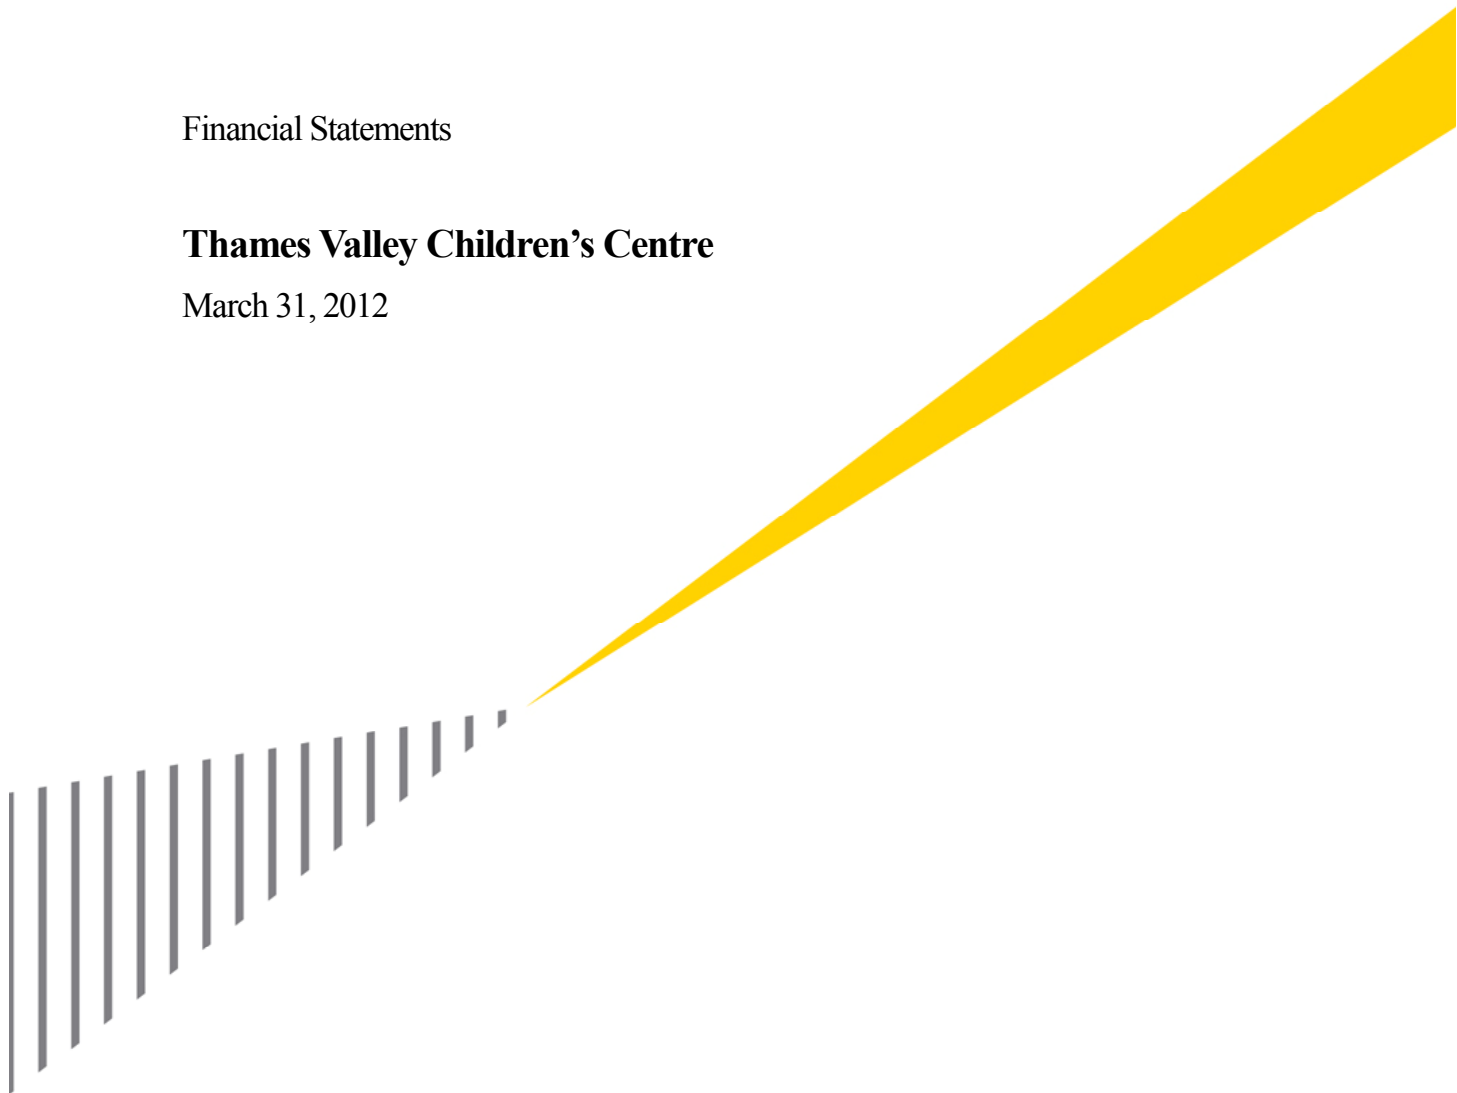 Financial Statements
Thames Valley Children’s Centre
March 31, 2012